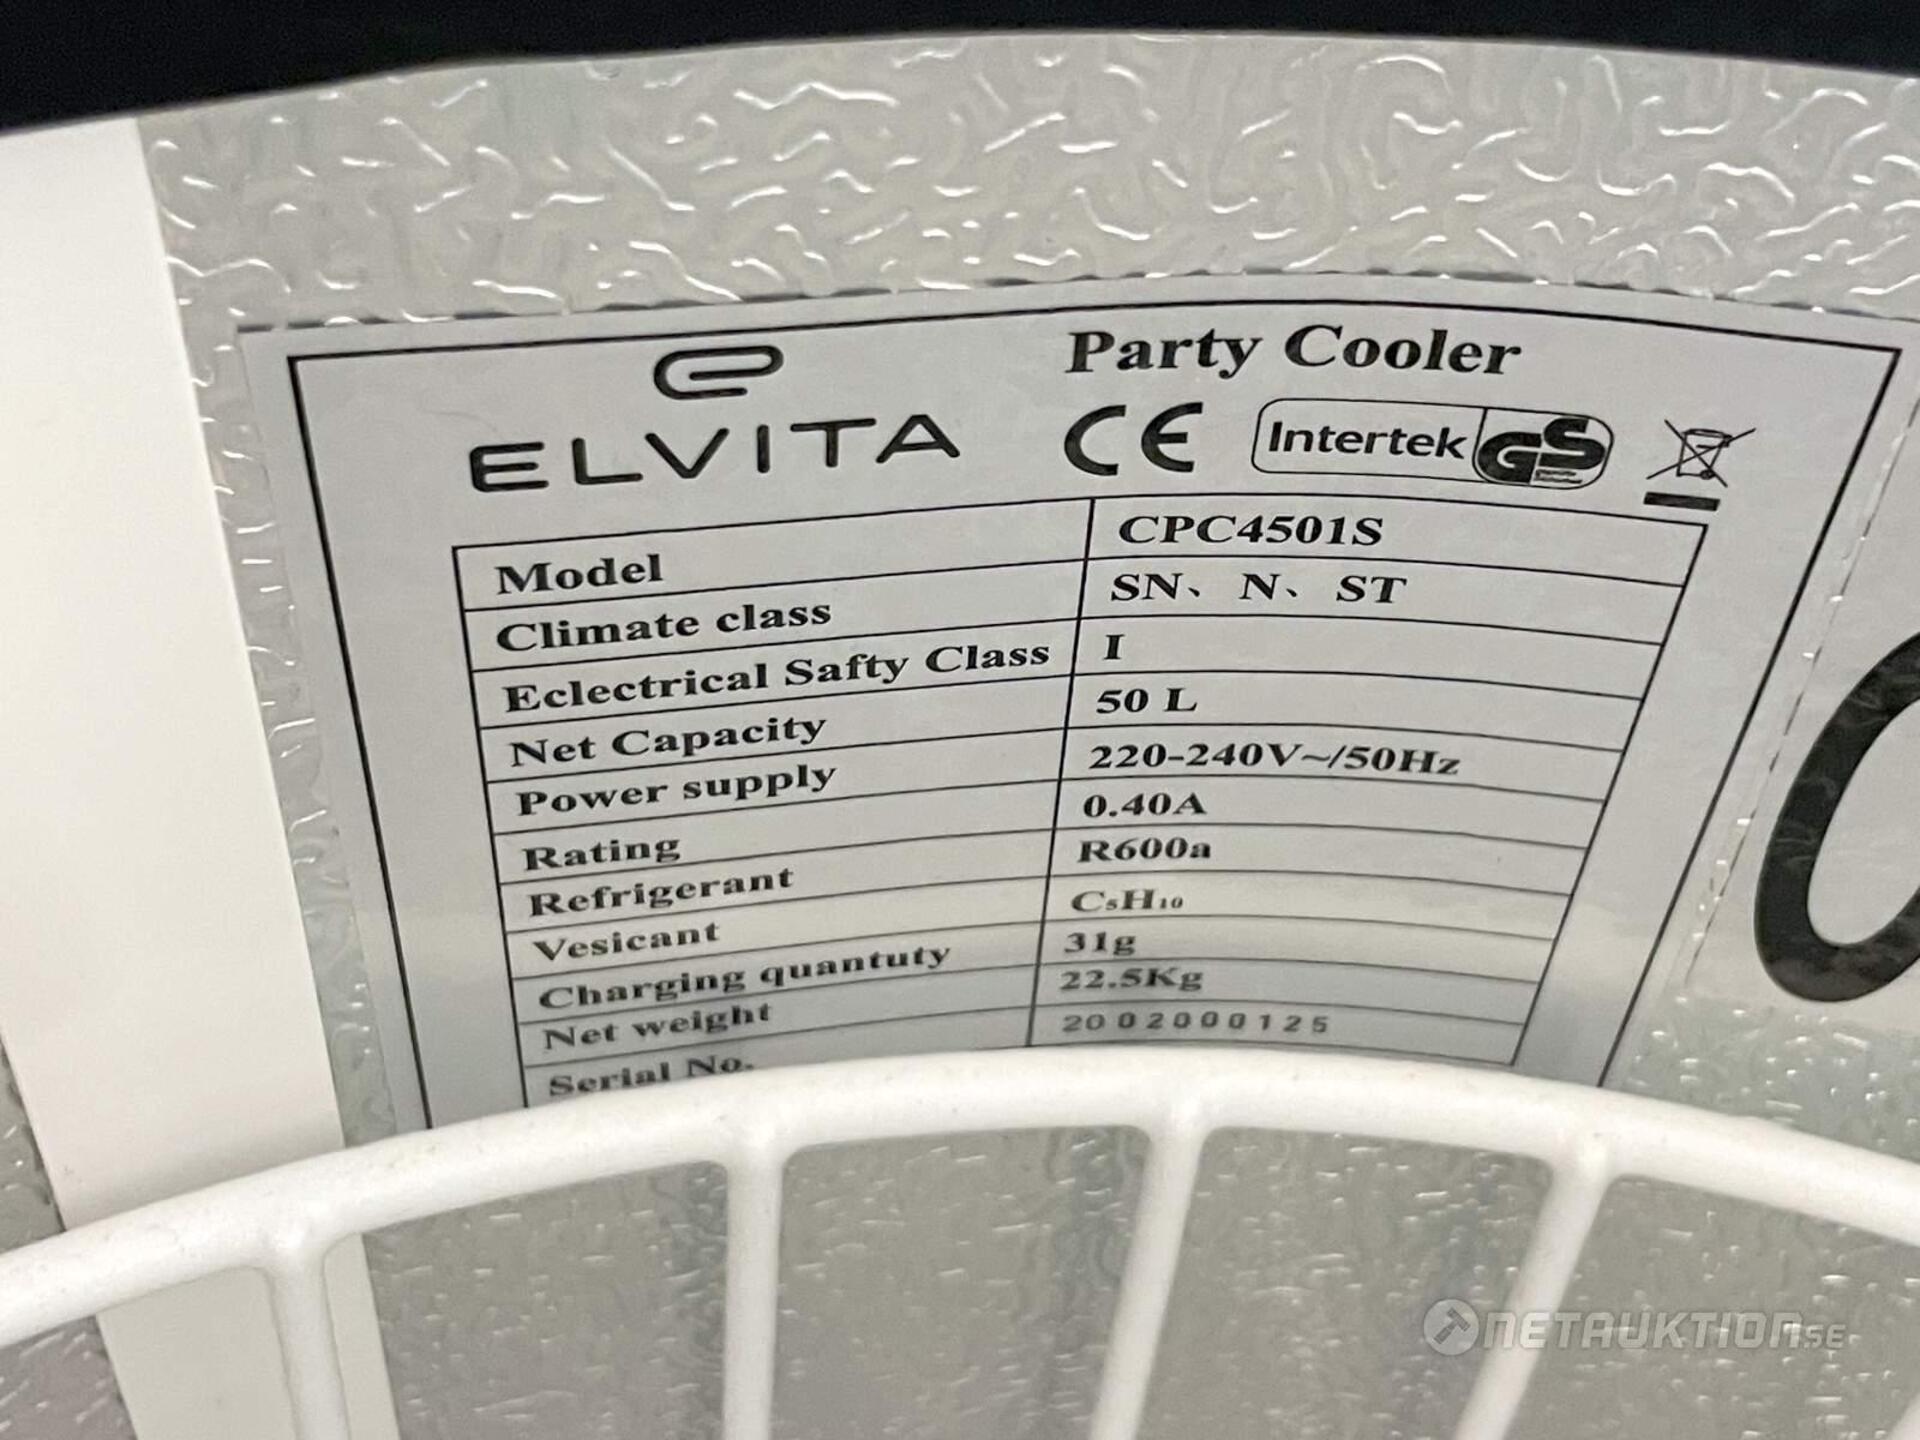 Party Cooler
ELVITA
CE Intertek GS
Model CPC4501S
Climate class SN、 N、 ST
Eclectrical Safty Class I
Net Capacity 50 L
Power supply 220-240V~/50Hz
Rating 0.40A
Refrigerant R600a
Vesicant C₅H₁₀
Charging quantuty 31g
Net weight 22.5Kg
Serial No. 2002000125
NETAUKTION.SE